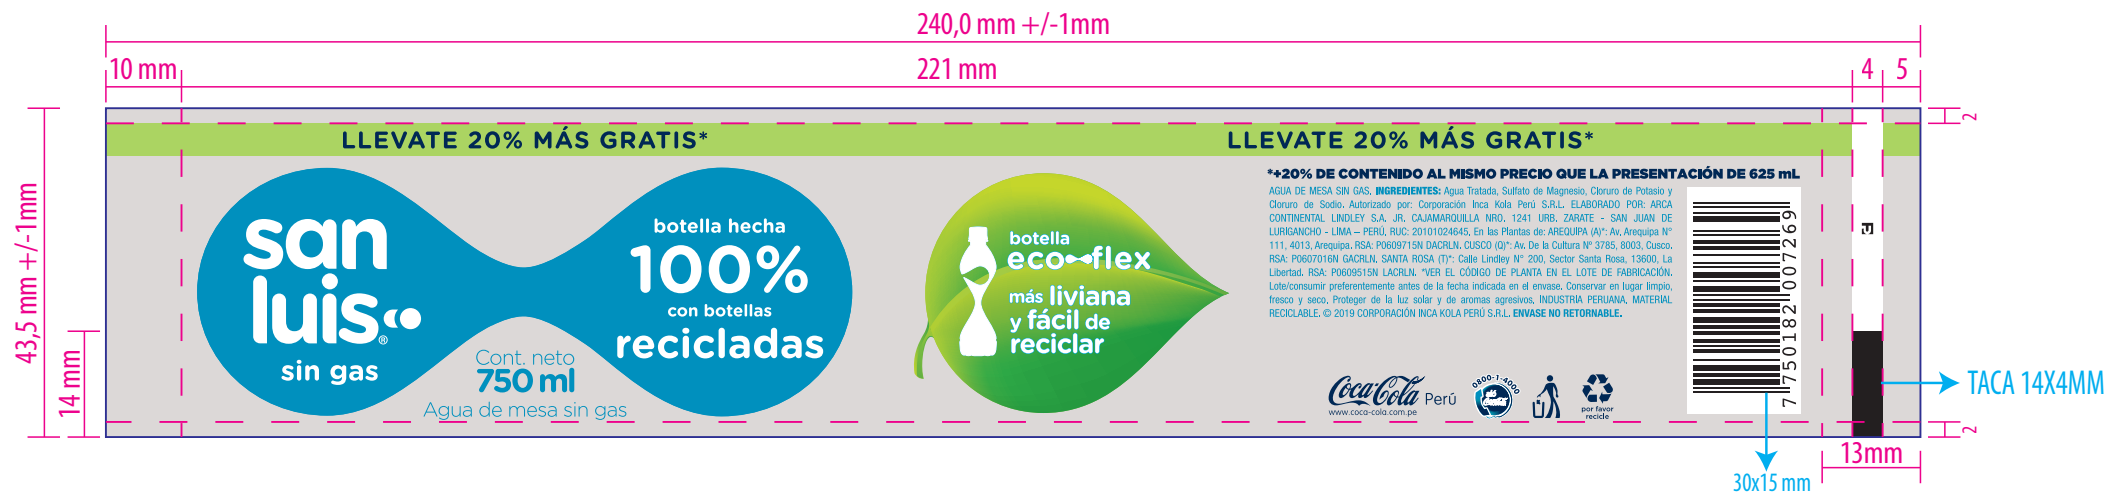 240,0 mm +/-1mm
10 mm
221 mm
4
5
43,5 mm +/-1mm
14 mm
2
LLEVATE 20% MÁS GRATIS*
LLEVATE 20% MÁS GRATIS*
san
luis
®
sin gas
Cont. neto
750 ml
Agua de mesa sin gas
botella hecha
100%
con botellas
recicladas
botella
eco flex
más liviana
y fácil de
reciclar
*+20% DE CONTENIDO AL MISMO PRECIO QUE LA PRESENTACIÓN DE 625 mL
AGUA DE MESA SIN GAS. INGREDIENTES: Agua Tratada, Sulfato de Magnesio, Cloruro de Potasio y
Cloruro de Sodio. Autorizado por: Corporación Inca Kola Perú S.R.L. ELABORADO POR: ARCA
CONTINENTAL LINDLEY S.A. JR. CAJAMARQUILLA NRO. 1241 URB. ZARATE - SAN JUAN DE
LURIGANCHO - LIMA – PERÚ, RUC: 20101024645, En las Plantas de: AREQUIPA (A)*: Av. Arequipa N°
111, 4013, Arequipa. RSA: P0609715N DACRLN. CUSCO (Q)*: Av. De la Cultura Nº 3785, 8003, Cusco.
RSA: P0607016N GACRLN. SANTA ROSA (T)*: Calle Lindley N° 200, Sector Santa Rosa, 13600, La
Libertad. RSA: P0609515N LACRLN. *VER EL CÓDIGO DE PLANTA EN EL LOTE DE FABRICACIÓN.
Lote/consumir preferentemente antes de la fecha indicada en el envase. Conservar en lugar limpio,
fresco y seco. Proteger de la luz solar y de aromas agresivos. INDUSTRIA PERUANA. MATERIAL
RECICLABLE. © 2019 CORPORACIÓN INCA KOLA PERÚ S.R.L. ENVASE NO RETORNABLE.
Coca-Cola Perú
www.coca-cola.com.pe
0800-1-4000
por favor
recicle
7 750182 007269
E
TACA 14X4MM
2
13mm
30x15 mm